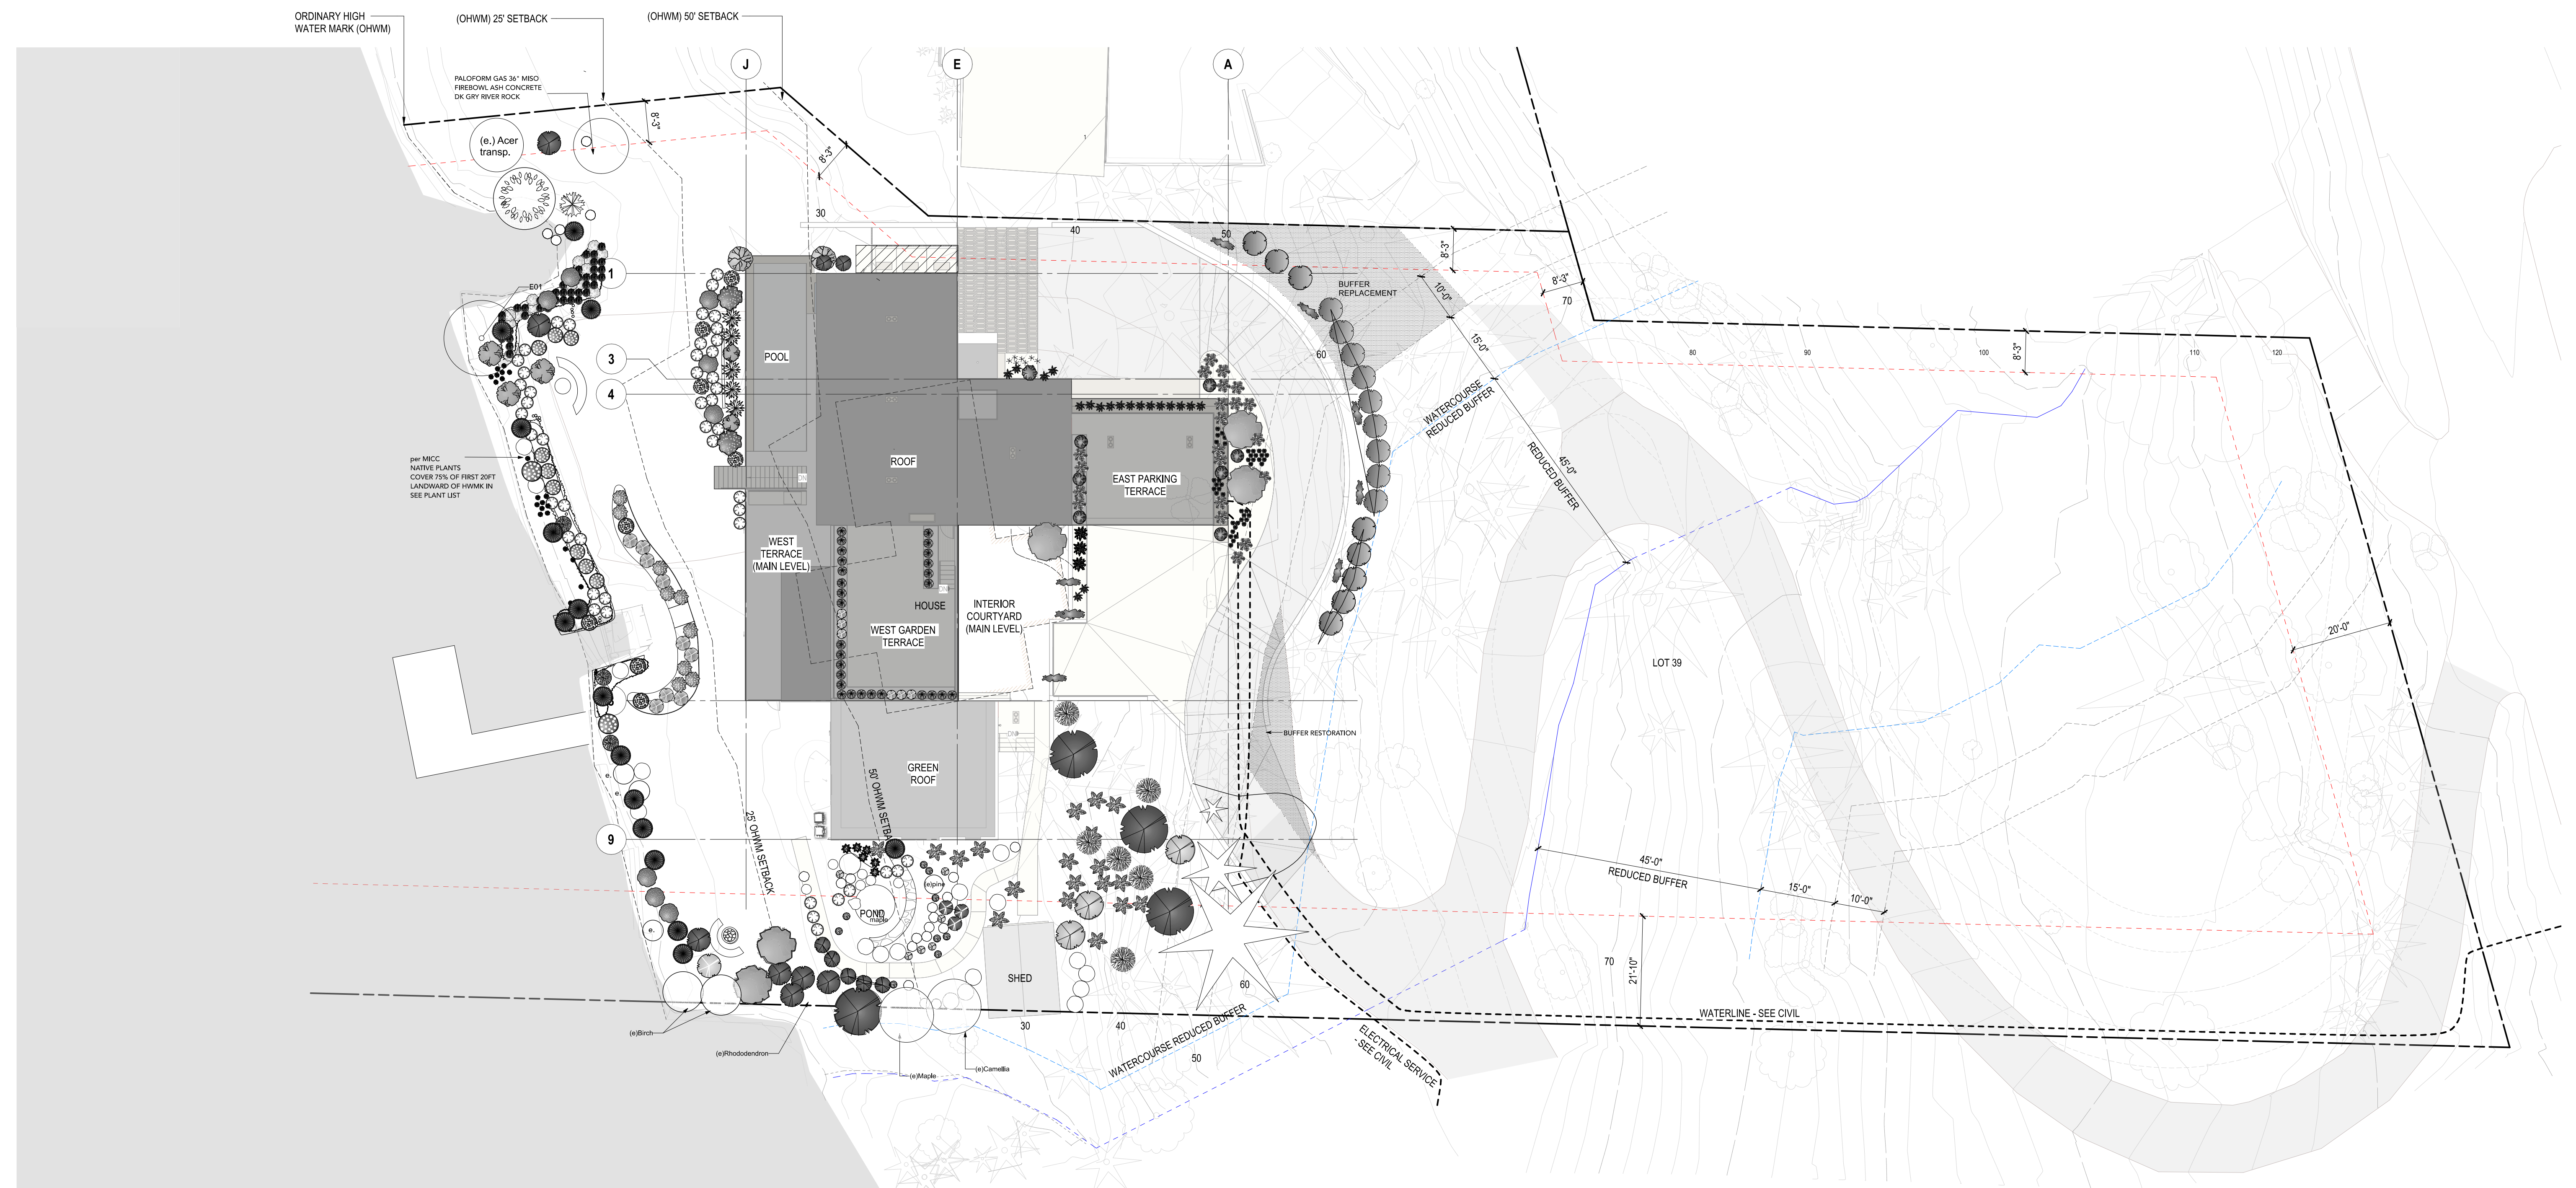 ORDINARY HIGH
WATER MARK (OHWM)
(OHWM) 25' SETBACK
(OHWM) 50' SETBACK
J
E
A
PALOFORM GAS 36" MISO
FIREBOWL ASH CONCRETE
DK GRY RIVER ROCK
8'-3"
(e.) Acer
transp.
8'-3"
1
30
40
50
8'-3"
1
E01
BUFFER
REPLACEMENT
10'-0"
8'-3"
70
15'-0"
60
POOL
3
4
80
90
100
8'-3"
110
120
WATERCOURSE
REDUCED BUFFER
45'-0"
REDUCED BUFFER
per MICC
NATIVE PLANTS
COVER 75% OF FIRST 20FT
LANDWARD OF HWMK IN
SEE PLANT LIST
ROOF
EAST PARKING
TERRACE
DN
WEST
TERRACE
(MAIN LEVEL)
DN
HOUSE
INTERIOR
COURTYARD
(MAIN LEVEL)
WEST GARDEN
TERRACE
20'-0"
LOT 39
BUFFER RESTORATION
DN
GREEN
ROOF
50' OHWM SETBA
25' OHWM SETBACK
e.
e.
9
45'-0"
REDUCED BUFFER
15'-0"
10'-0"
(e)pine
POND
maple
e.
SHED
21'-10"
70
60
WATERLINE - SEE CIVIL
(e)Birch
(e)Rhododendron
(e)Maple
(e)Camellia
30
40
50
WATERCOURSE REDUCED BUFFER
ELECTRICAL SERVICE
- SEE CIVIL